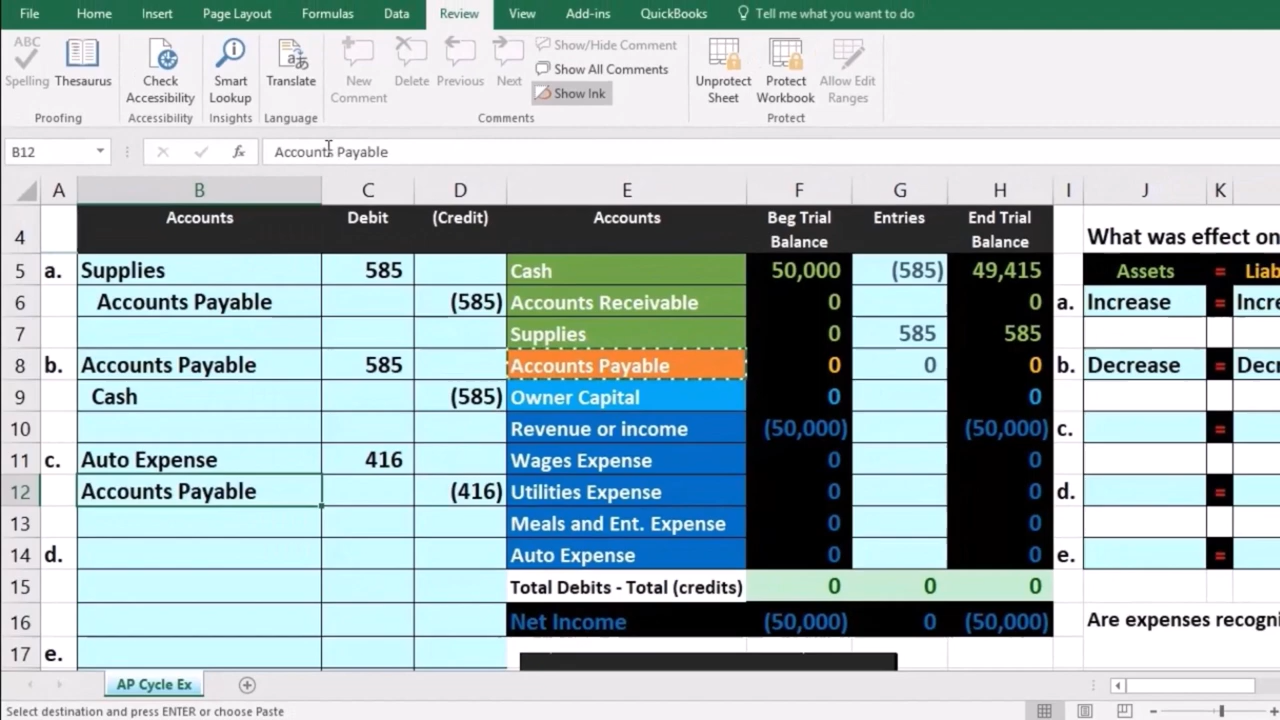 File Home Insert Page Layout Formulas Data Review View Add-ins QuickBooks Tell me what you want to do
ABC
Spelling Thesaurus Check Accessibility Smart Lookup Translate New Comment Delete Previous Next Show/Hide Comment Show All Comments Show Ink Unprotect Sheet Protect Workbook Allow Edit Ranges
Proofing Accessibility Insights Language Comments Protect
B12 fx Accounts Payable
A B C D E F G H I J K
4 Accounts Debit (Credit) Accounts Beg Trial Balance Entries End Trial Balance What was effect on
5 a. Supplies 585 Cash 50,000 (585) 49,415 Assets =
6 Accounts Payable (585) Accounts Receivable 0 0 a. Increase =
7 Supplies 0 585 585
8 b. Accounts Payable 585 Accounts Payable 0 0 0 b. Decrease =
9 Cash (585) Owner Capital 0 0
10 Revenue or income (50,000) (50,000) c. =
11 c. Auto Expense 416 Wages Expense 0 0
12 Accounts Payable (416) Utilities Expense 0 0 d. =
13 Meals and Ent. Expense 0 0
14 d. Auto Expense 0 0 e. =
15 Total Debits - Total (credits) 0 0 0
16 Net Income (50,000) 0 (50,000) Are expenses
17 e.
AP Cycle Ex
Select destination and press ENTER or choose Paste